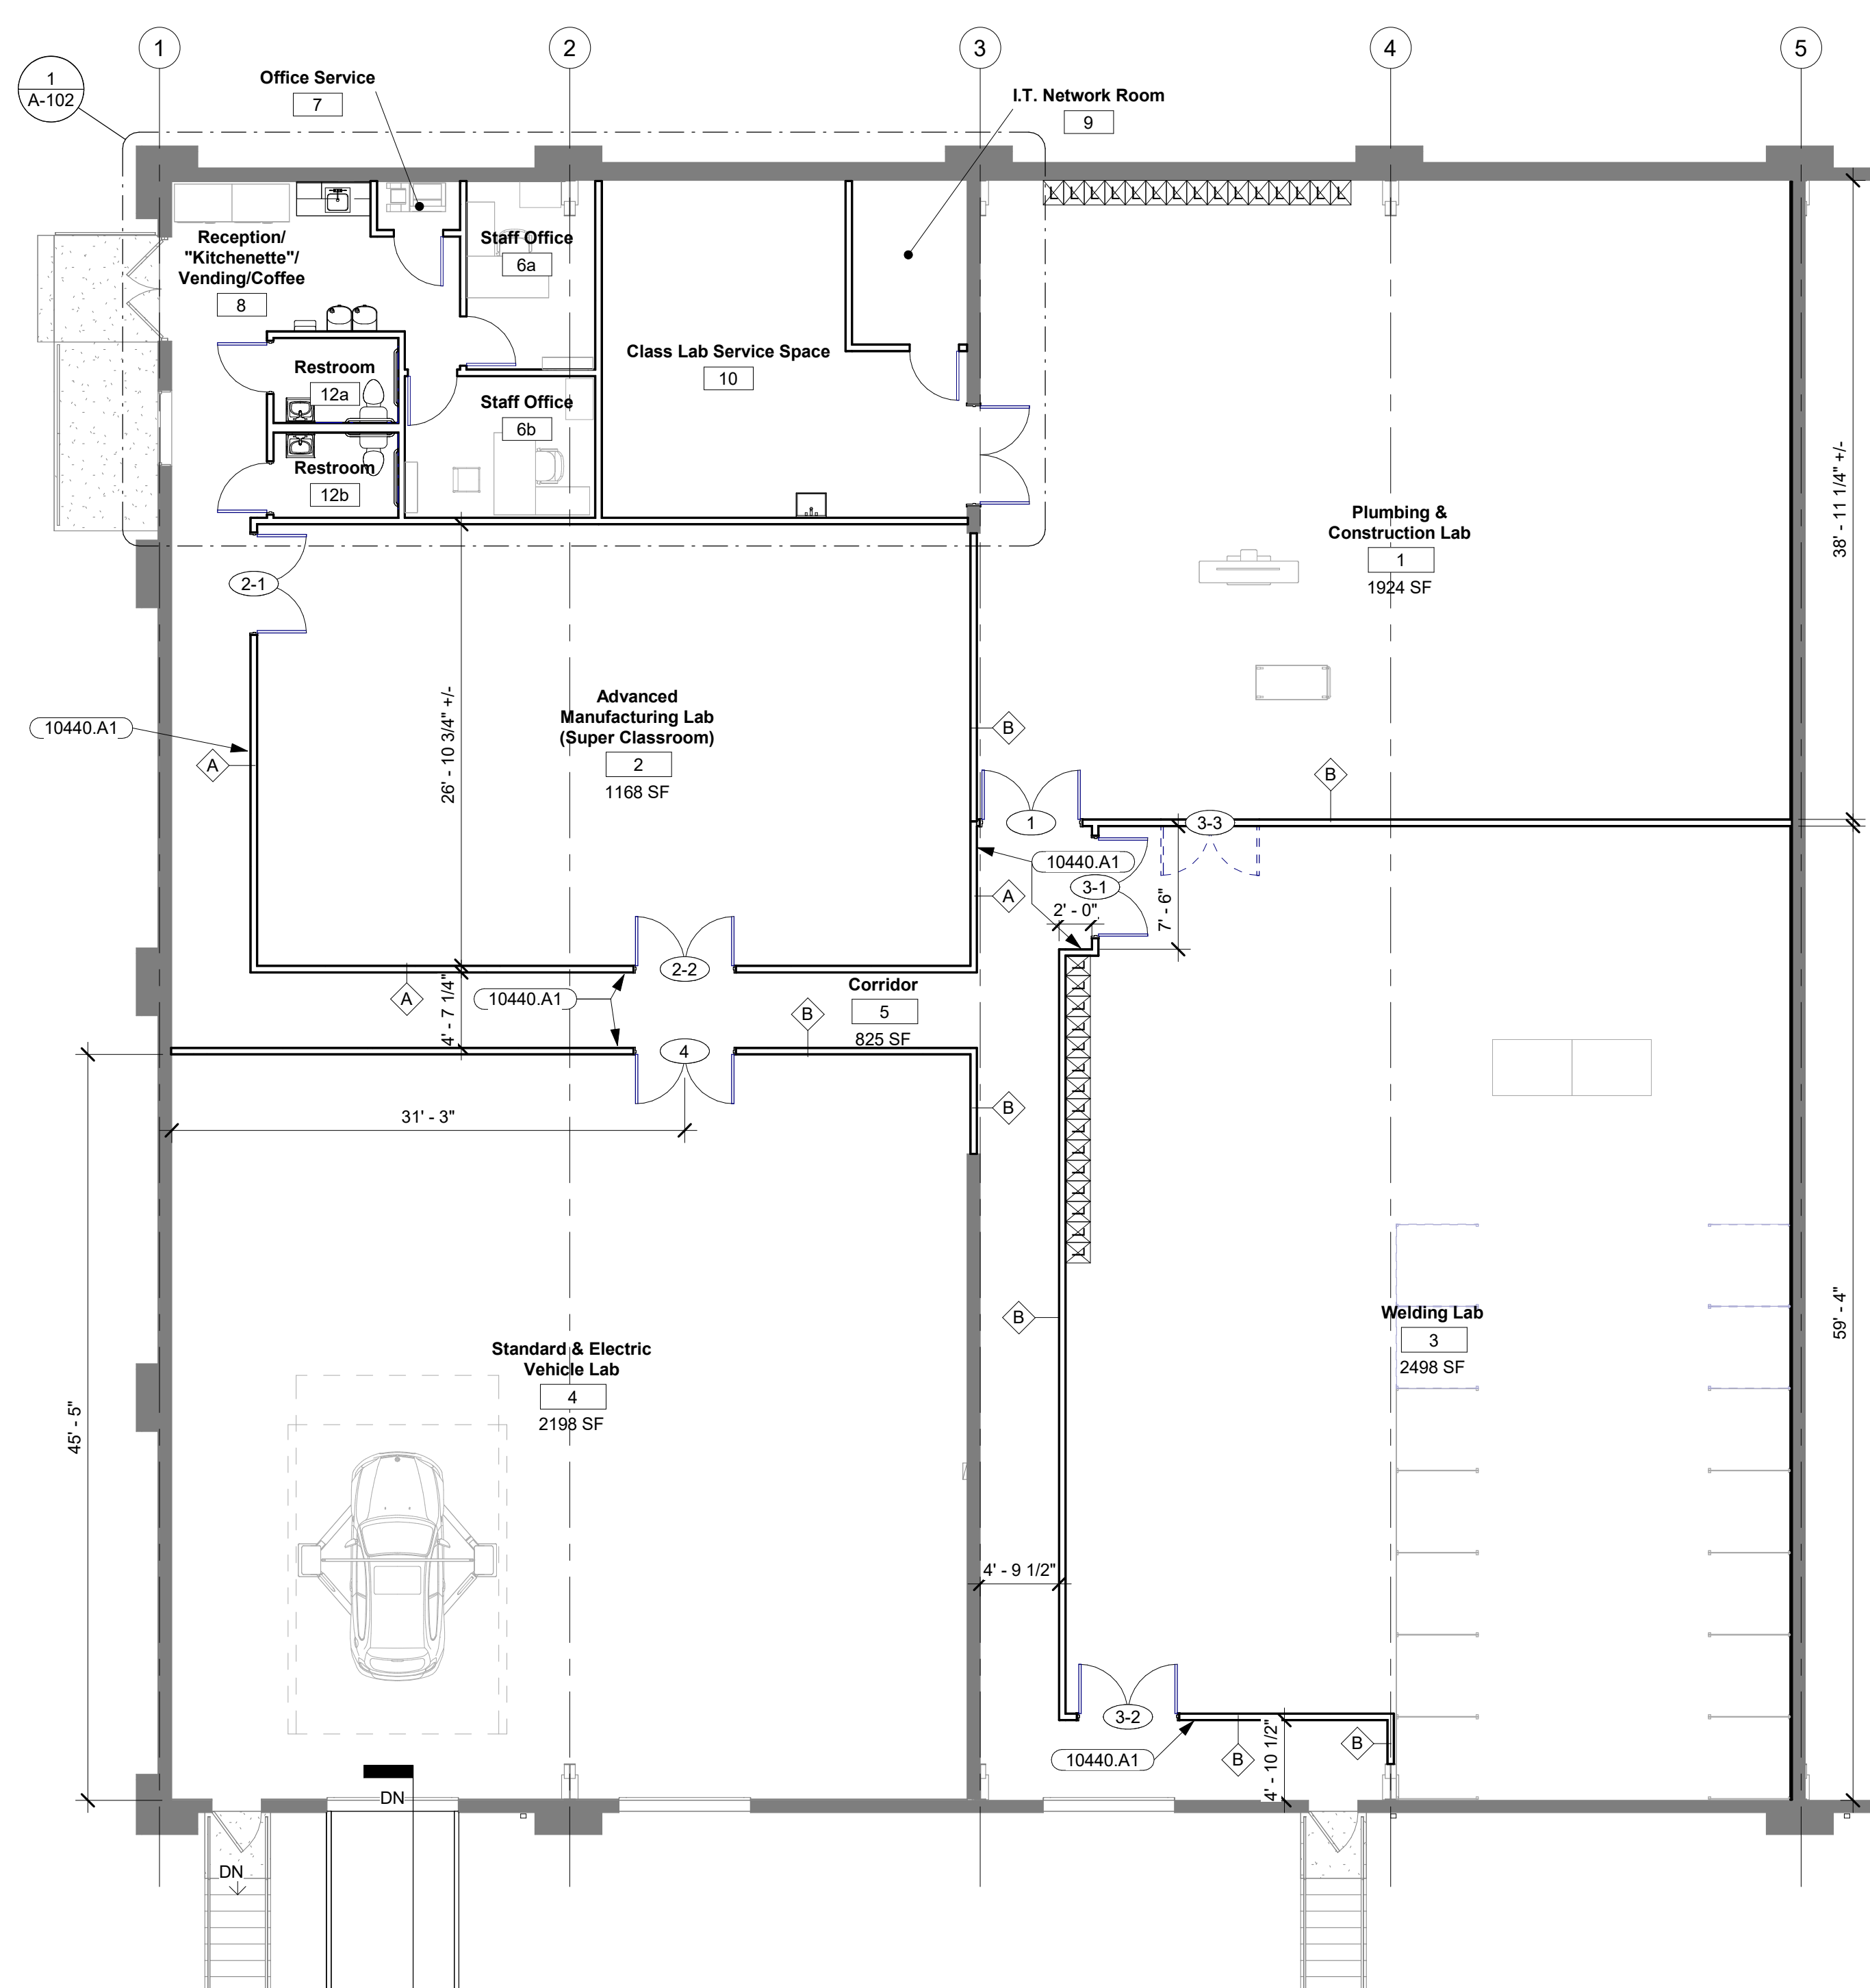 1
2
3
4
5
1
A-102
Office Service
7
I.T. Network Room
9
L L L L L L L L L L L L L L L
Reception/
"Kitchenette"/
Vending/Coffee
8
Staff Office
6a
Class Lab Service Space
10
Restroom
12a
Staff Office
6b
Restroom
12b
38' - 11 1/4" +/-
Plumbing &
Construction Lab
1
1924 SF
2-1
Advanced
Manufacturing Lab
(Super Classroom)
2
1168 SF
26' - 10 3/4" +/-
10440.A1
A
B
B
1
3-3
10440.A1
3-1
A
2' - 0"
7' - 6"
2-2
A
4' - 7 1/4"
10440.A1
Corridor
5
825 SF
B
4
B
31' - 3"
L L L L L L L L L L L L L L L
Welding Lab
3
2498 SF
B
59' - 4"
Standard & Electric
Vehicle Lab
4
2198 SF
45' - 5"
4' - 9 1/2"
3-2
10440.A1
B
B
4' - 10 1/2"
DN
DN